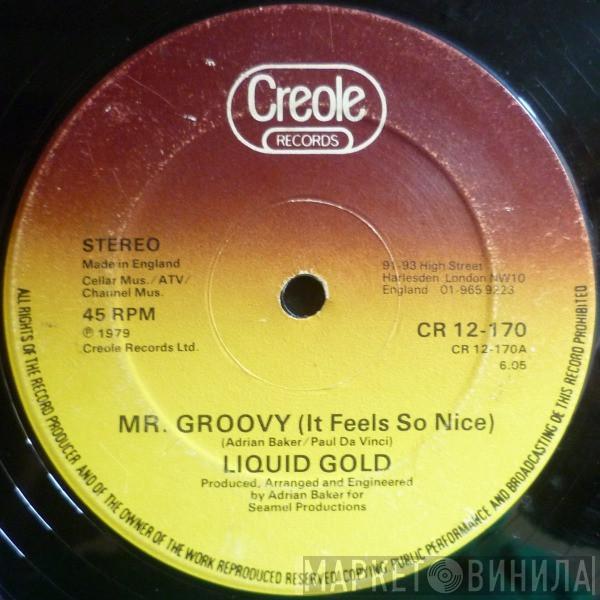 Creole
RECORDS
STEREO
Made in England
Cellar Mus./ATV/
Channel Mus.
45 RPM
℗ 1979
Creole Records Ltd.
91-93 High Street
Harlesden London NW10
England 01-965 9223
CR 12-170
CR 12-170A
6.05
MR. GROOVY (It Feels So Nice)
(Adrian Baker/Paul Da Vinci)
LIQUID GOLD
Produced, Arranged and Engineered
by Adrian Baker for
Seamel Productions
ALL RIGHTS OF THE RECORD PRODUCER AND OF THE OWNER OF THE WORK REPRODUCED RESERVED. COPYING, PUBLIC PERFORMANCE AND BROADCASTING OF THIS RECORD PROHIBITED
МАРКЕТ ВИНИЛА